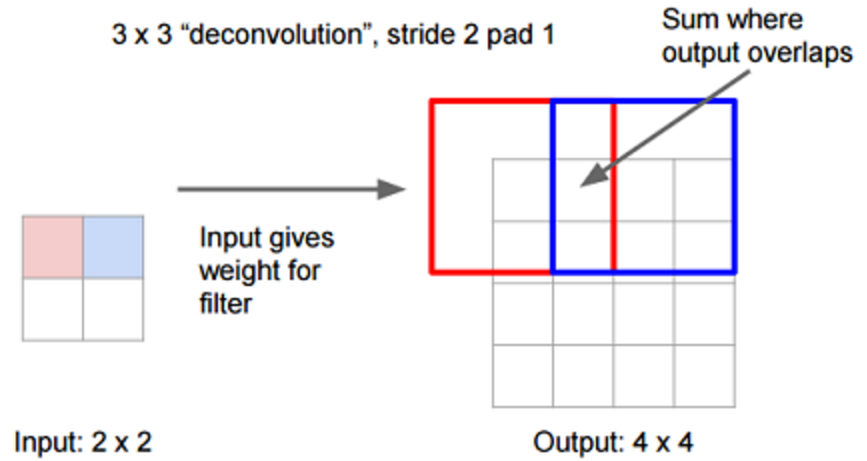 3 x 3 “deconvolution”, stride 2 pad 1
Sum where
output overlaps
Input gives
weight for
filter
Input: 2 x 2
Output: 4 x 4